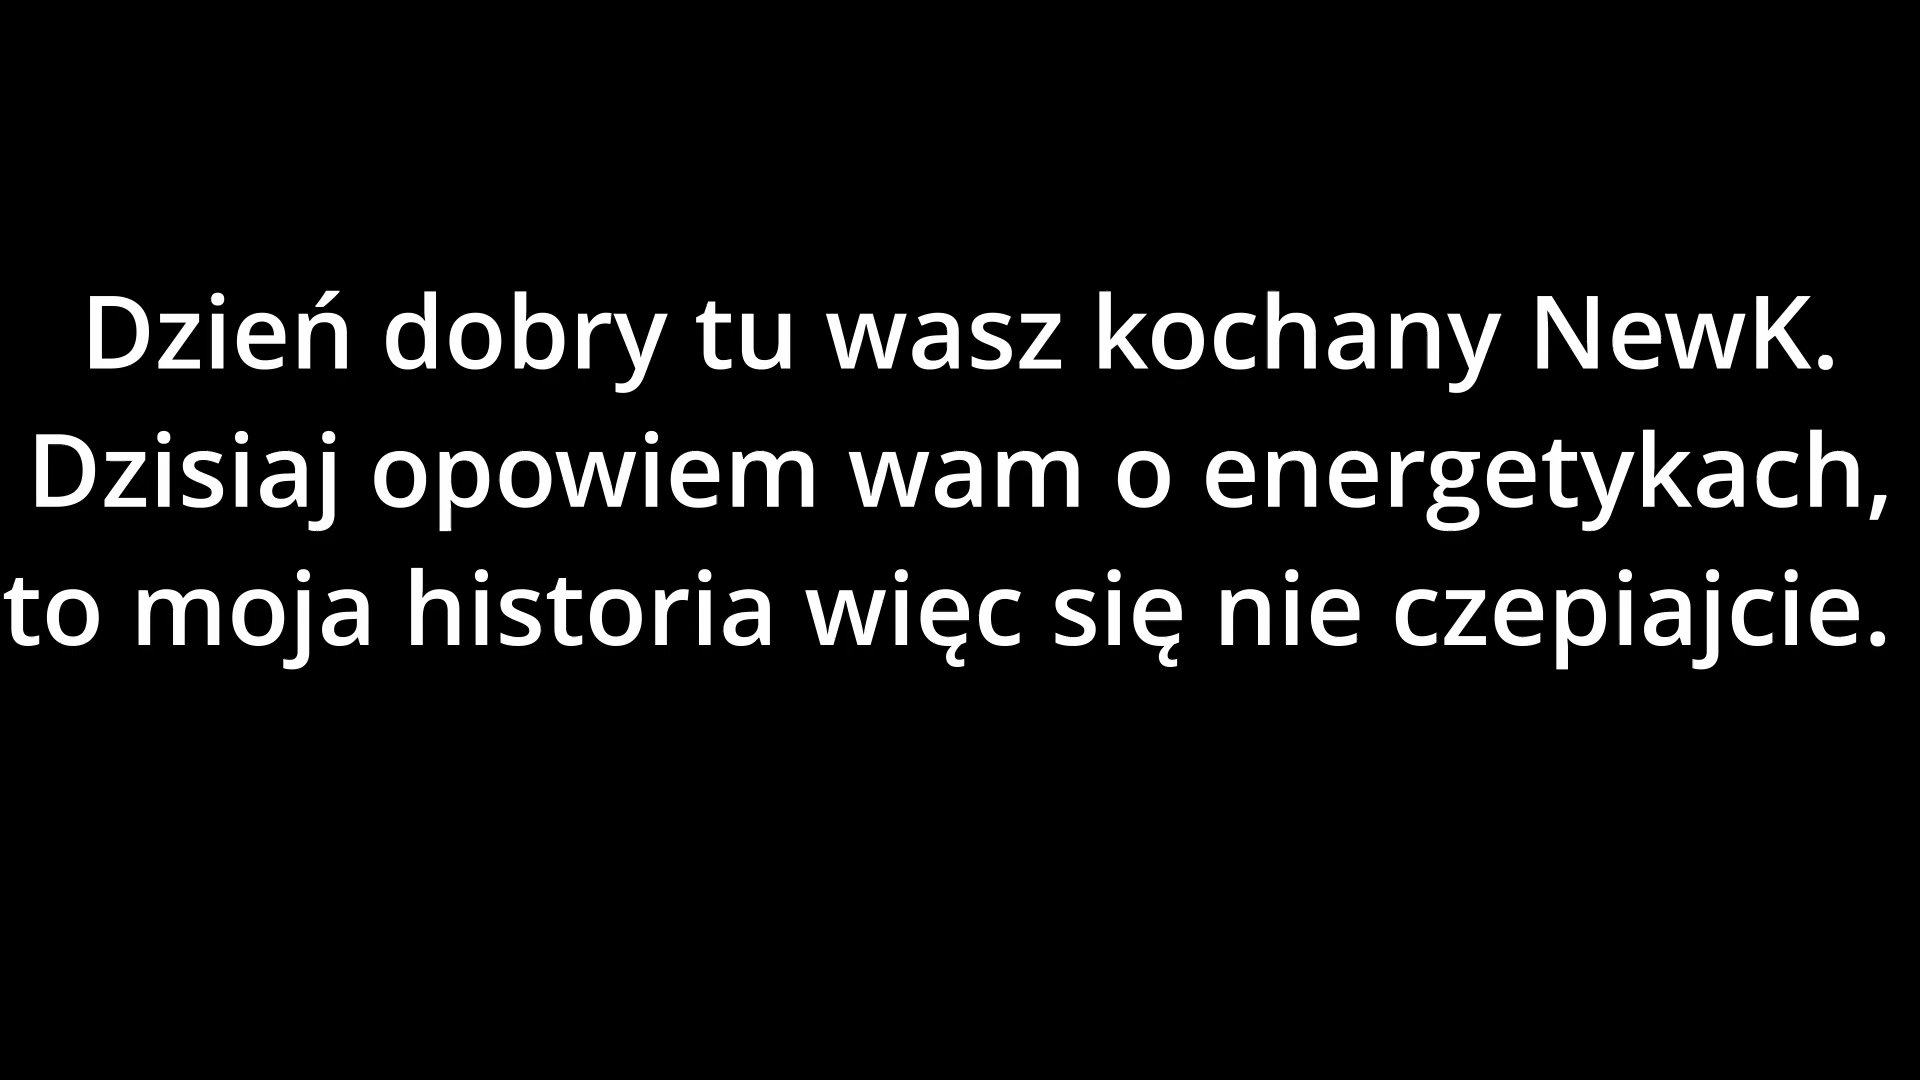 Dzień dobry tu wasz kochany NewK.
Dzisiaj opowiem wam o energetykach,
to moja historia więc się nie czepiajcie.